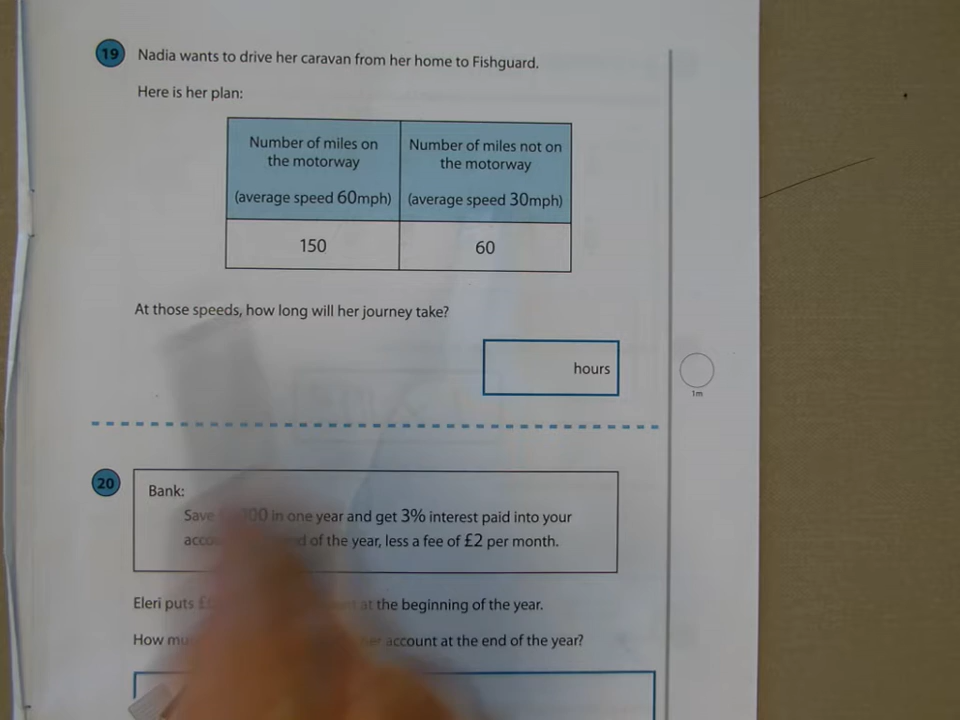 19 Nadia wants to drive her caravan from her home to Fishguard.
Here is her plan:
Number of miles on the motorway (average speed 60mph)
Number of miles not on the motorway (average speed 30mph)
150
60
At those speeds, how long will her journey take?
hours
1m
20 Bank:
Save in one year and get 3% interest paid into your
of the year, less a fee of £2 per month.
Eleri puts at the beginning of the year.
How account at the end of the year?